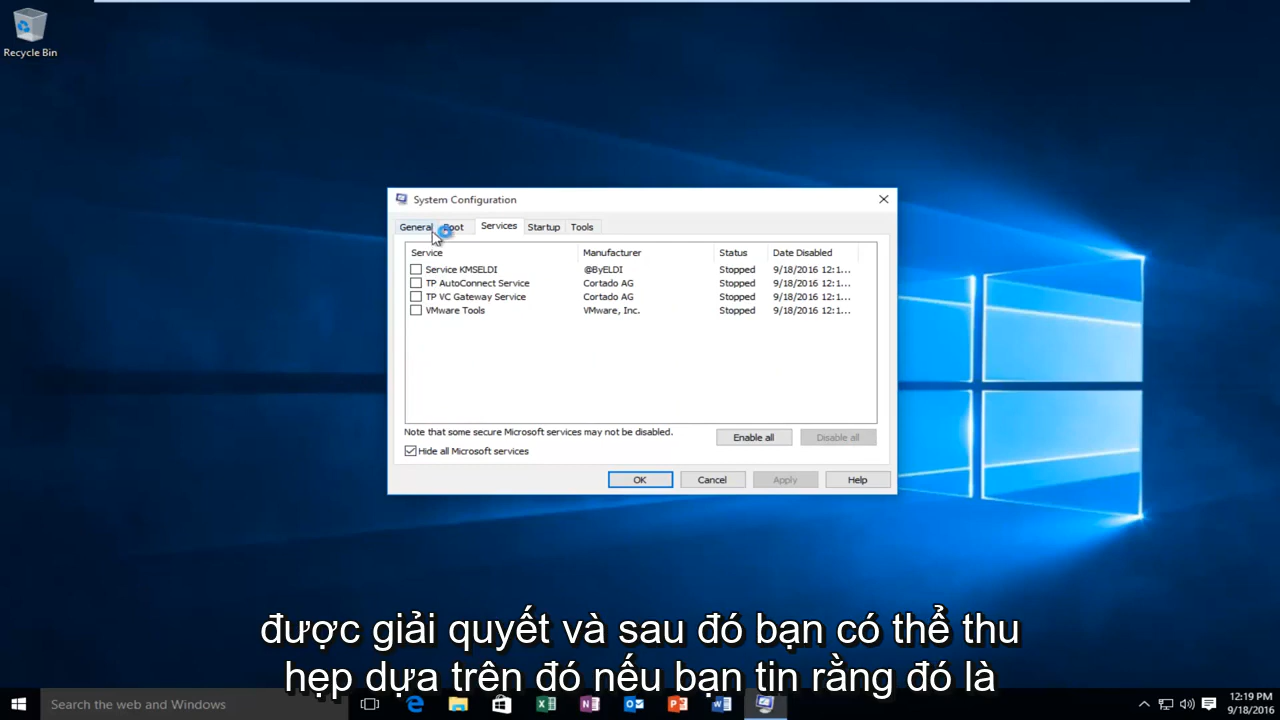 Recycle Bin
System Configuration
General Boot Services Startup Tools
Service Manufacturer Status Date Disabled
Service KMSELDI @ByELDI Stopped 9/18/2016 12:1...
TP AutoConnect Service Cortado AG Stopped 9/18/2016 12:1...
TP VC Gateway Service Cortado AG Stopped 9/18/2016 12:1...
VMware Tools VMware, Inc. Stopped 9/18/2016 12:1...
Note that some secure Microsoft services may not be disabled.
Enable all Disable all
Hide all Microsoft services
OK Cancel Apply Help
được giải quyết và sau đó bạn có thể thu
hẹp dựa trên đó nếu bạn tin rằng đó là
Search the web and Windows
12:19 PM
9/18/2016